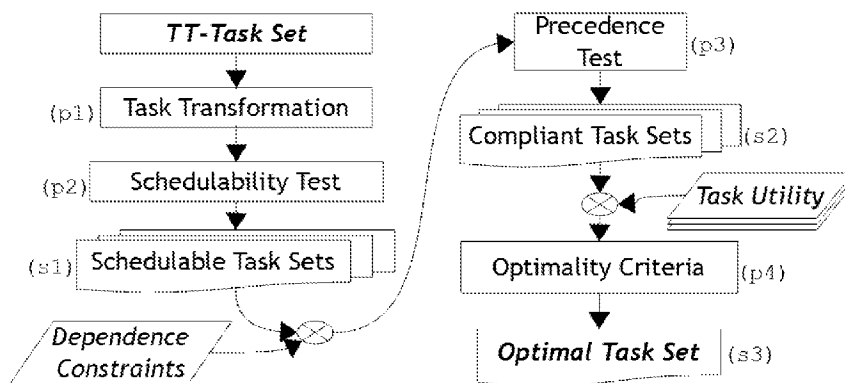 TT-Task Set
(p1) Task Transformation
(p2) Schedulability Test
(s1) Schedulable Task Sets
Dependence
Constraints
Precedence
Test
(p3)
Compliant Task Sets (s2)
Task Utility
Optimality Criteria (p4)
Optimal Task Set (s3)